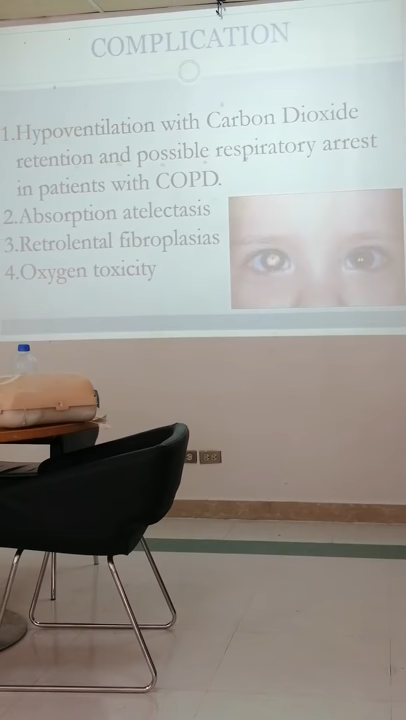 COMPLICATION
1.Hypoventilation with Carbon Dioxide
retention and possible respiratory arrest
in patients with COPD.
2.Absorption atelectasis
3.Retrolental fibroplasias
4.Oxygen toxicity